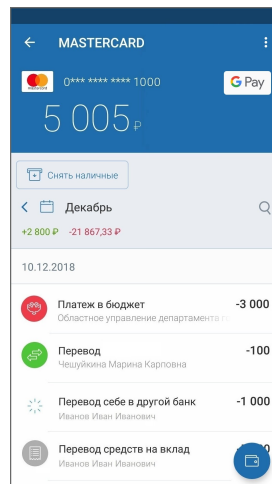 MASTERCARD
mastercard
0*** **** **** 1000
G Pay
5 005 ₽
Снять наличные
Декабрь
+2 800 ₽ -21 867,33 ₽
10.12.2018
Платеж в бюджет -3 000
Областное управление департамента
Перевод -100
Чешуйкина Марина Карповна
Перевод себе в другой банк -1 000
Иванов Иван Иванович
Перевод средств на вклад
Иванов Иван Иванович